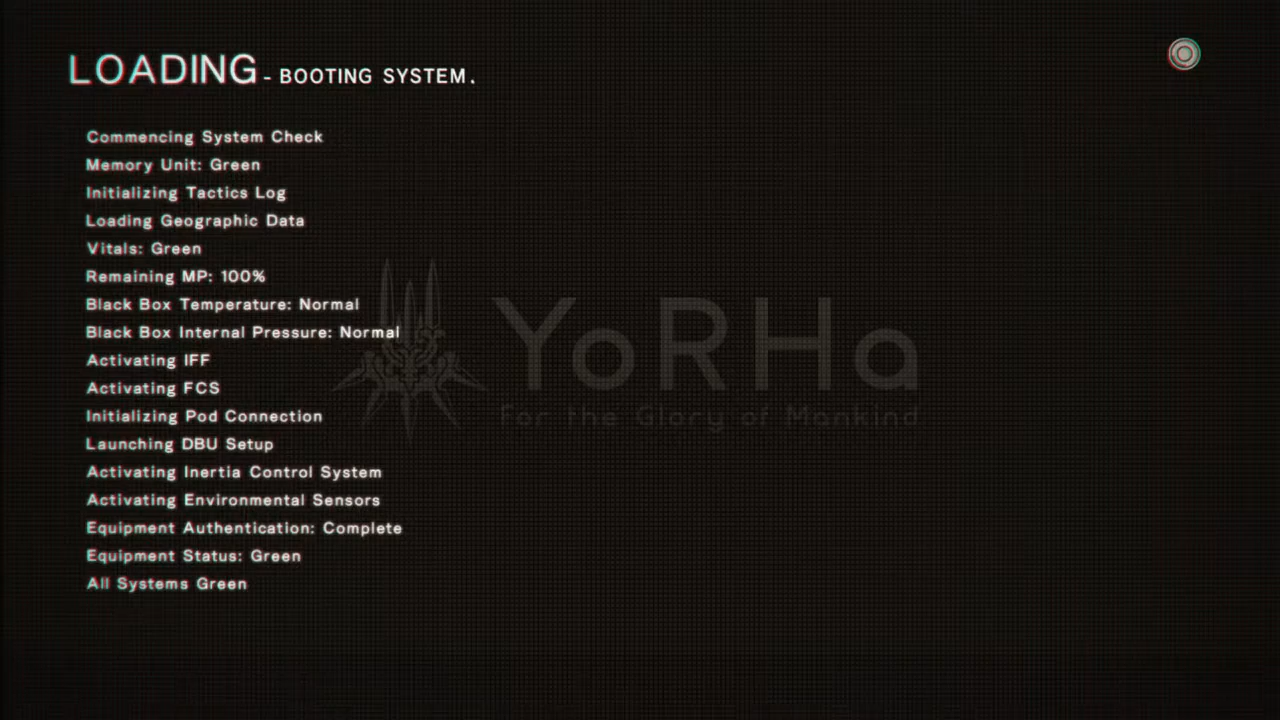 LOADING - BOOTING SYSTEM.
Commencing System Check
Memory Unit: Green
Initializing Tactics Log
Loading Geographic Data
Vitals: Green
Remaining MP: 100%
Black Box Temperature: Normal
Black Box Internal Pressure: Normal
Activating IFF
Activating FCS
Initializing Pod Connection
Launching DBU Setup
Activating Inertia Control System
Activating Environmental Sensors
Equipment Authentication: Complete
Equipment Status: Green
All Systems Green
YoRHa
For the Glory of Mankind